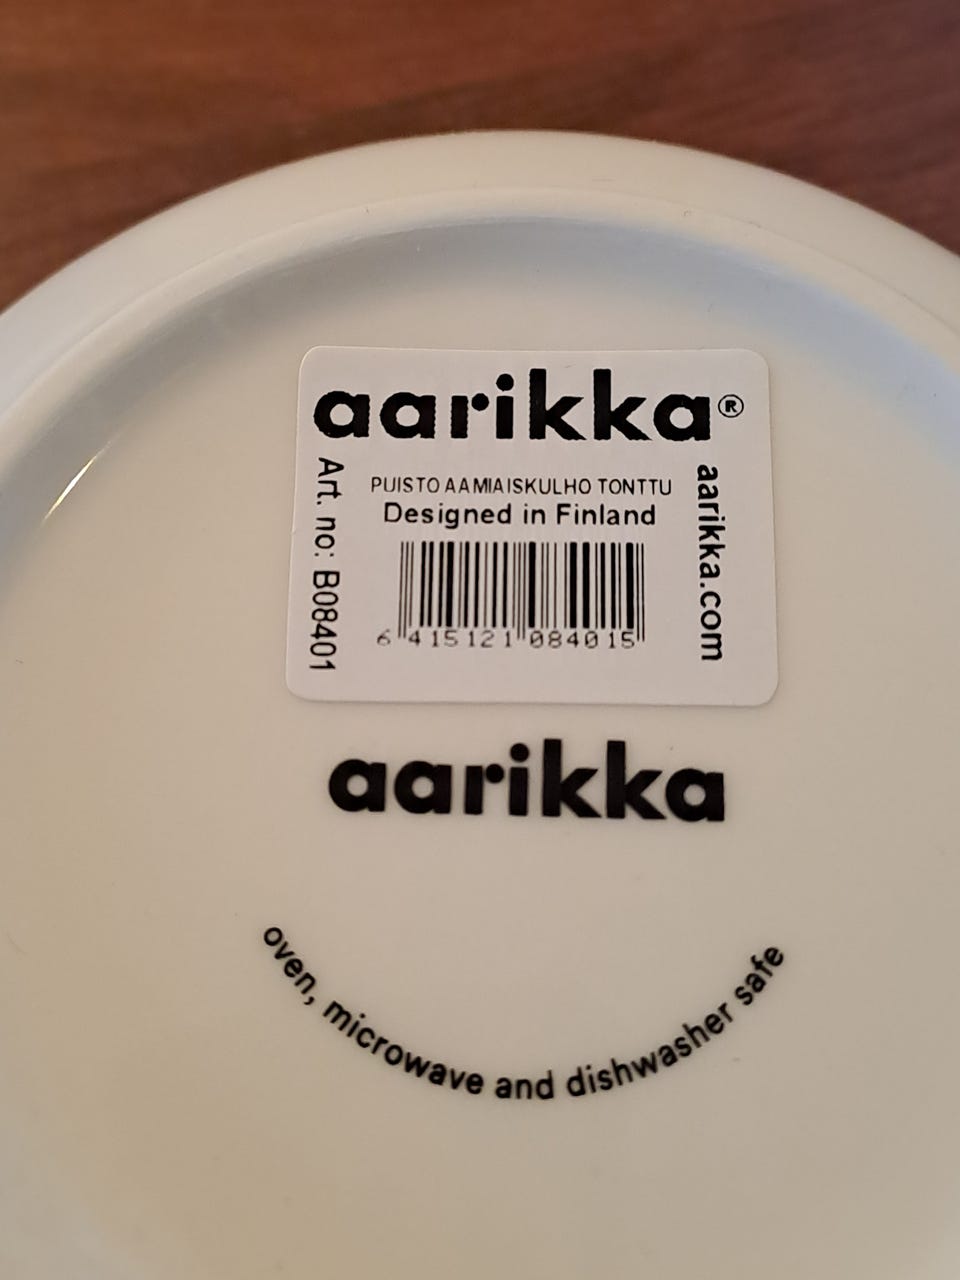 aarikka®
Art. no: B08401
PUISTO AAMIAISKULHO TONTTU
Designed in Finland
6 415121 084015
aarikka.com
aarikka
oven, microwave and dishwasher safe